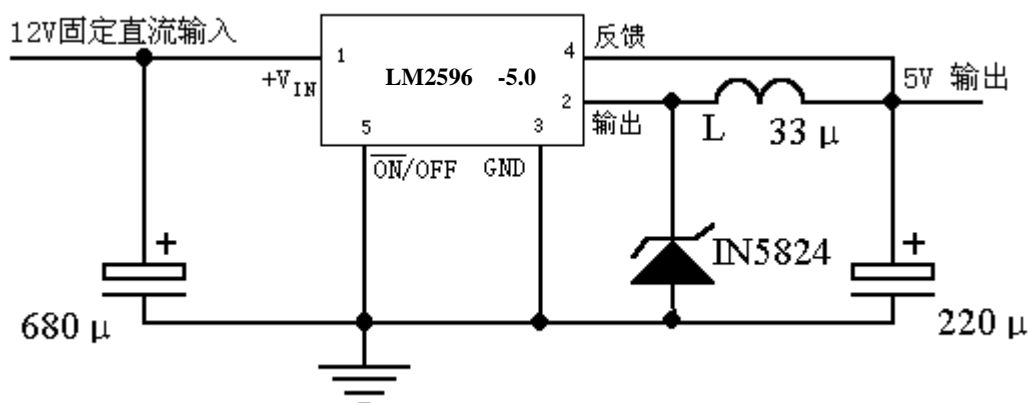 12V固定直流输入
1
+VIN
LM2596 -5.0
4
反馈
2
输出
5V 输出
L
33 μ
5
3
ON/OFF
GND
+
680 μ
IN5824
+
220 μ